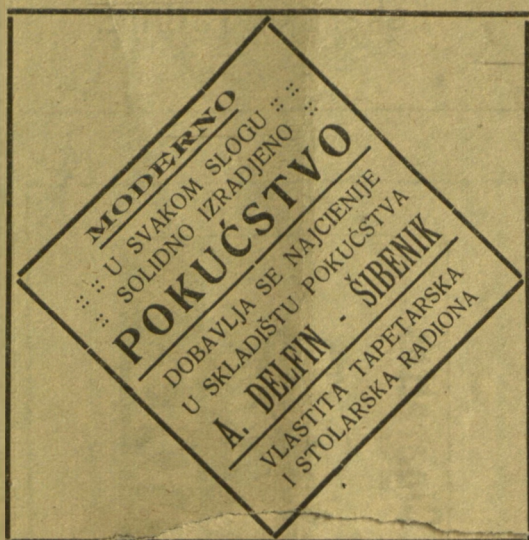 MODERNO
:: :: U SVAKOM SLOGU :: ::
:: SOLIDNO IZRADJENO ::
POKUĆSTVO
DOBAVLJA SE NAJCIENIJE
U SKLADIŠTU POKUĆSTVA
A. DELFIN - ŠIBENIK
VLASTITA TAPETARSKA
I STOLARSKA RADIONA